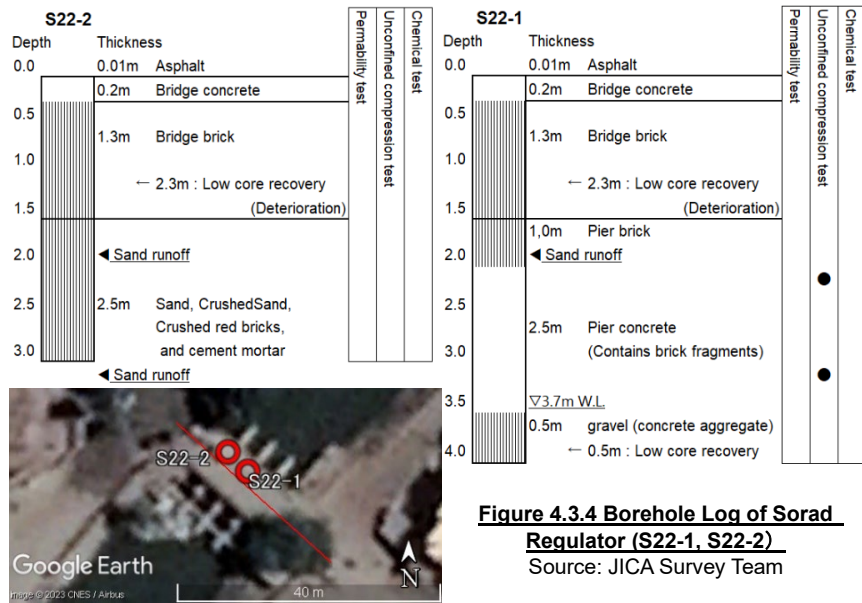 S22-2
Depth Thickness
0.0 0.01m Asphalt
0.2m Bridge concrete
0.5
1.3m Bridge brick
1.0
← 2.3m : Low core recovery
1.5 (Deterioration)
2.0 ◄ Sand runoff
2.5 2.5m Sand, CrushedSand,
Crushed red bricks,
3.0 and cement mortar
◄ Sand runoff
Permability test
Unconfined compression test
Chemical test
S22-1
Depth Thickness
0.0 0.01m Asphalt
0.2m Bridge concrete
0.5
1.3m Bridge brick
1.0
← 2.3m : Low core recovery
1.5 (Deterioration)
1,0m Pier brick
2.0 ◄ Sand runoff
2.5
2.5m Pier concrete
3.0 (Contains brick fragments)
3.5 ▽3.7m W.L.
0.5m gravel (concrete aggregate)
4.0 ← 0.5m : Low core recovery
Permability test
Unconfined compression test
Chemical test
S22-2
S22-1
Google Earth
Image © 2023 CNES / Airbus
40 m
N
Figure 4.3.4 Borehole Log of Sorad
Regulator (S22-1, S22-2)
Source: JICA Survey Team